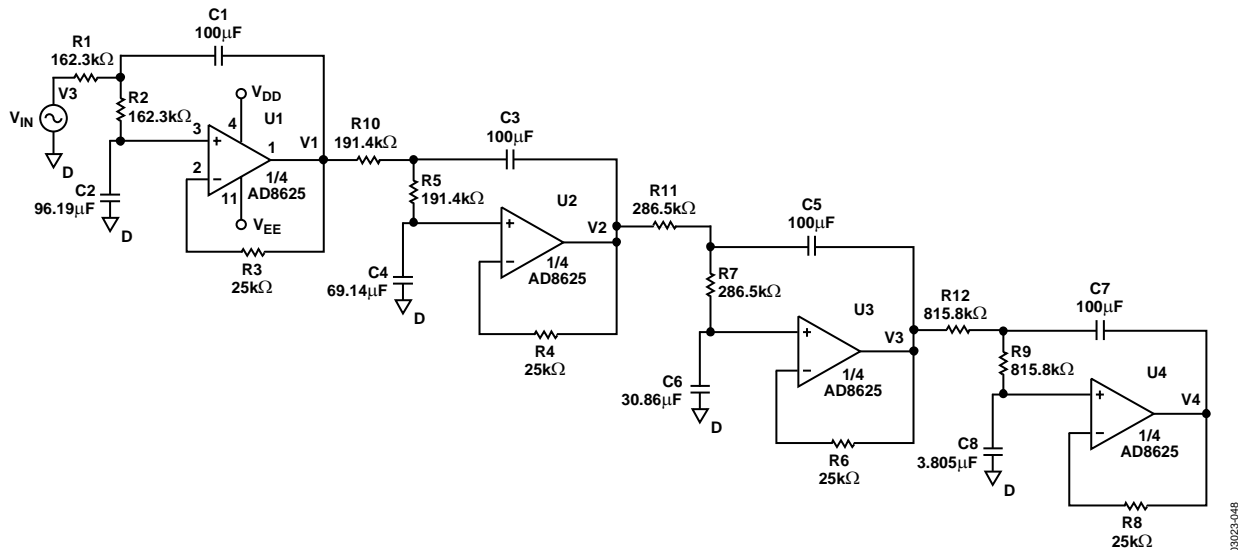 C1
100μF
R1
162.3kΩ
V3
R2
162.3kΩ
VDD
VIN
4
U1
3
+
1
V1
2
−
11
1/4
AD8625
VEE
D
C2
96.19μF
D
R3
25kΩ
R10
191.4kΩ
C3
100μF
R5
191.4kΩ
U2
+
−
V2
1/4
AD8625
C4
69.14μF
D
R4
25kΩ
R11
286.5kΩ
C5
100μF
R7
286.5kΩ
U3
+
−
V3
1/4
AD8625
C6
30.86μF
D
R6
25kΩ
R12
815.8kΩ
C7
100μF
R9
815.8kΩ
U4
+
−
V4
1/4
AD8625
C8
3.805μF
D
R8
25kΩ
03023-048